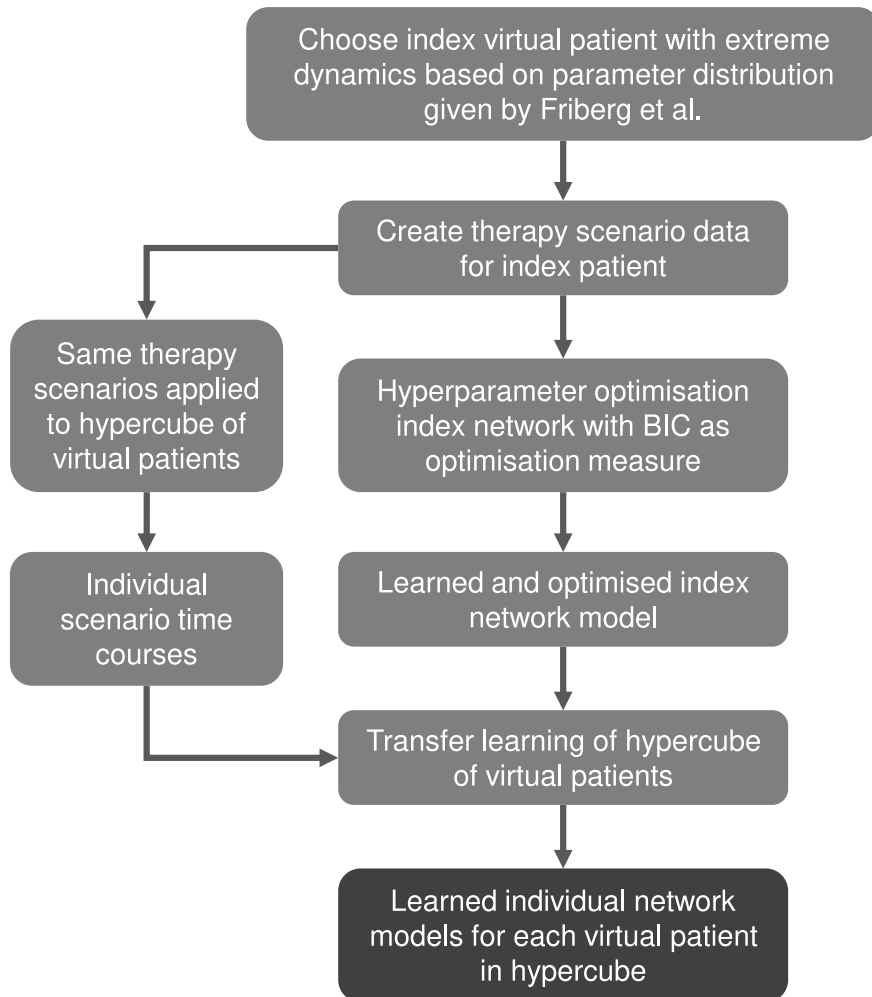 Choose index virtual patient with extreme
dynamics based on parameter distribution
given by Friberg et al.
Create therapy scenario data
for index patient
Same therapy
scenarios applied
to hypercube of
virtual patients
Hyperparameter optimisation
index network with BIC as
optimisation measure
Individual
scenario time
courses
Learned and optimised index
network model
Transfer learning of hypercube
of virtual patients
Learned individual network
models for each virtual patient
in hypercube